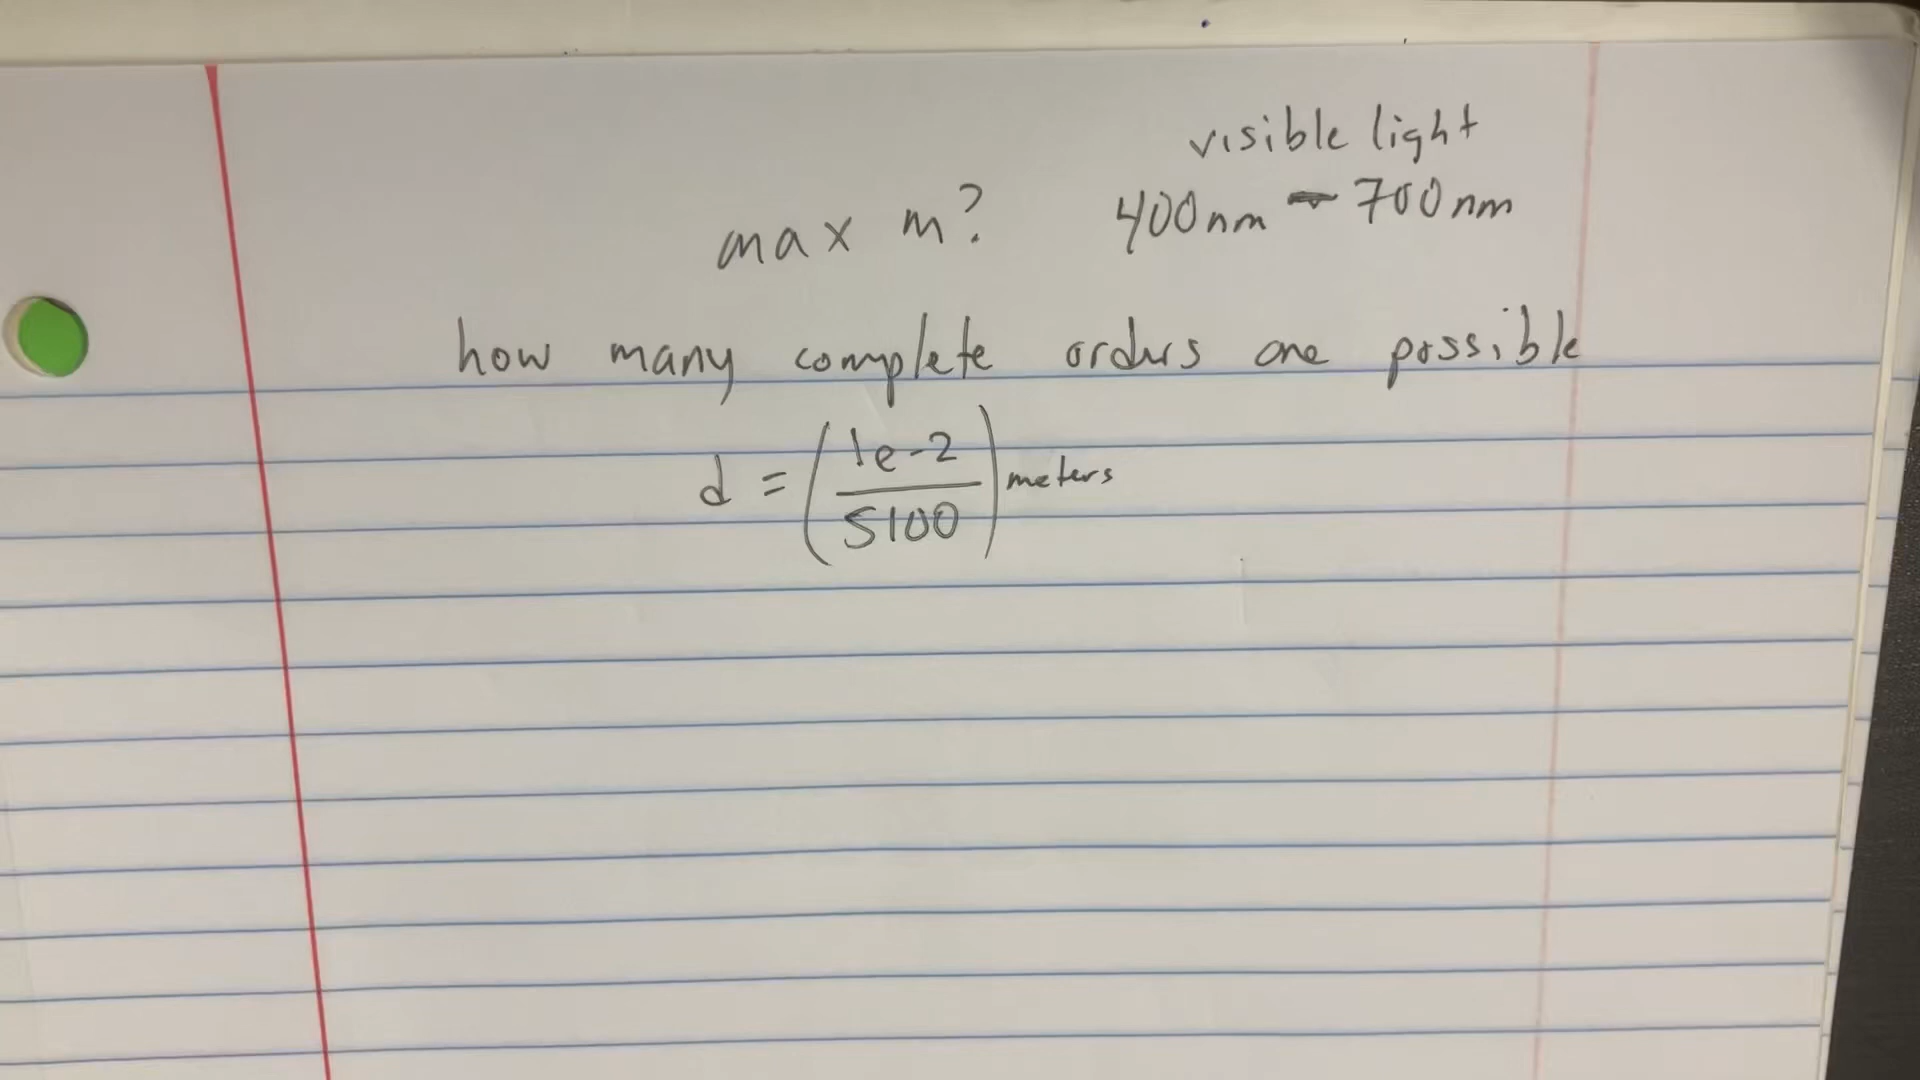 visible light
max m? 400nm - 700nm
how many complete orders are possible
d = (1e-2 / 5100) meters